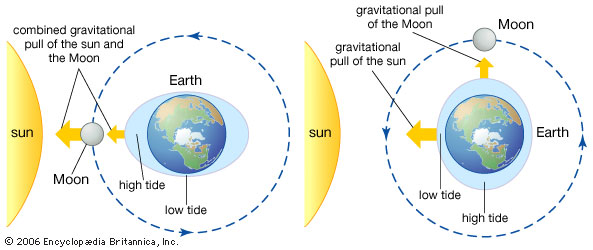 combined gravitational
pull of the sun and
the Moon
Earth
sun
Moon
high tide
low tide
gravitational pull
of the Moon
Moon
gravitational
pull of the sun
sun
Earth
low tide
high tide
© 2006 Encyclopædia Britannica, Inc.